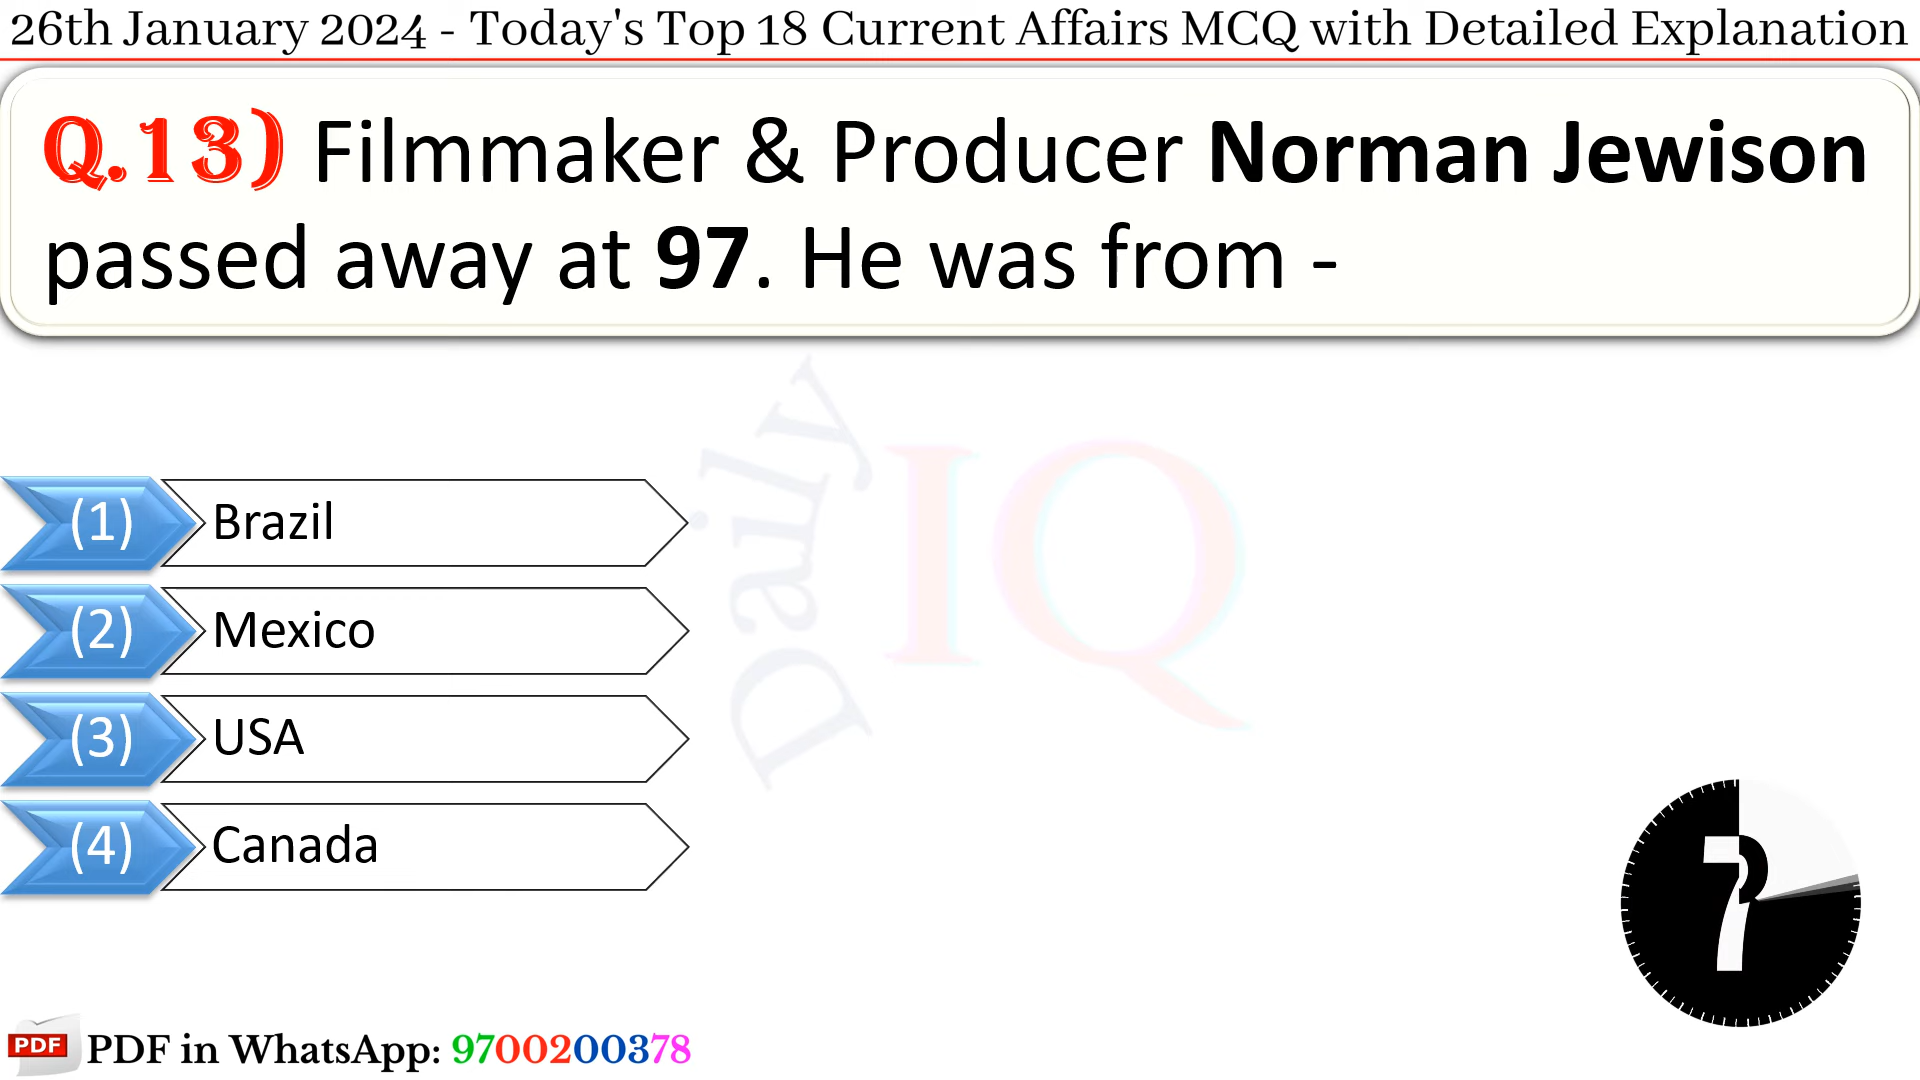 26th January 2024 - Today's Top 18 Current Affairs MCQ with Detailed Explanation
Q.13) Filmmaker & Producer Norman Jewison
passed away at 97. He was from -
Daily IQ
(1) Brazil
(2) Mexico
(3) USA
(4) Canada
7
PDF PDF in WhatsApp: 9700200378